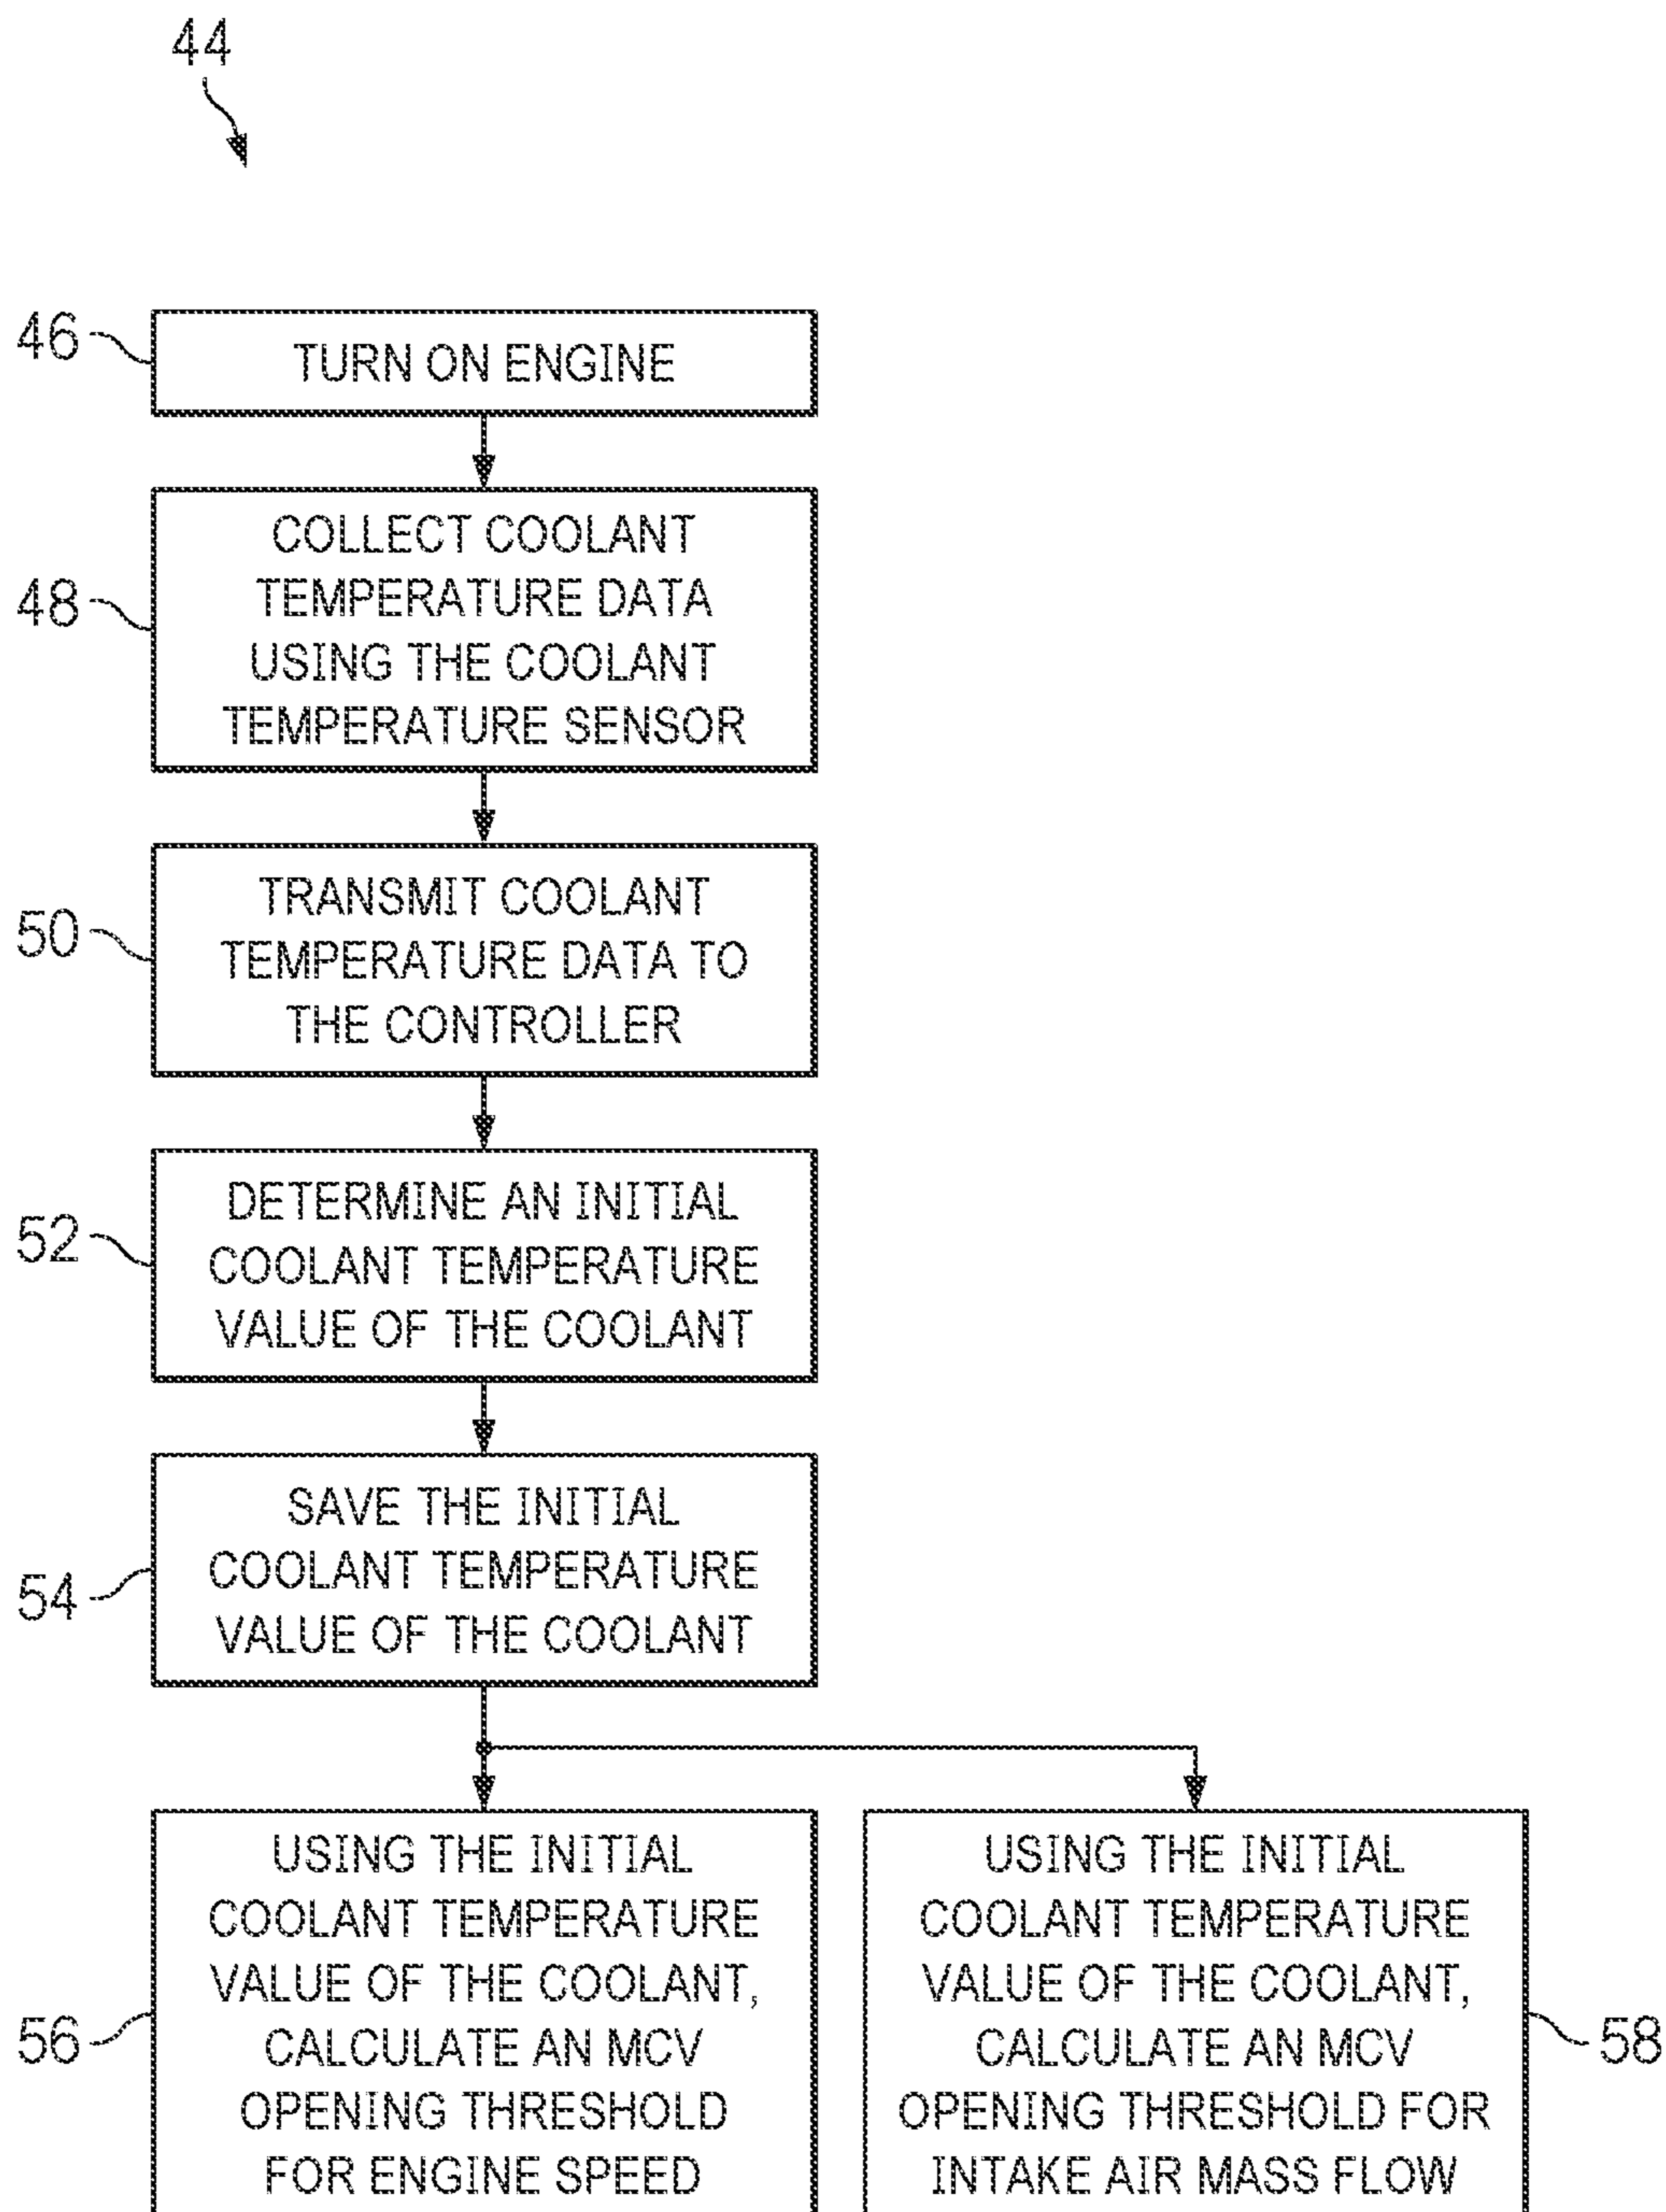 44
46
TURN ON ENGINE
48
COLLECT COOLANT
TEMPERATURE DATA
USING THE COOLANT
TEMPERATURE SENSOR
50
TRANSMIT COOLANT
TEMPERATURE DATA TO
THE CONTROLLER
52
DETERMINE AN INITIAL
COOLANT TEMPERATURE
VALUE OF THE COOLANT
54
SAVE THE INITIAL
COOLANT TEMPERATURE
VALUE OF THE COOLANT
56
USING THE INITIAL
COOLANT TEMPERATURE
VALUE OF THE COOLANT,
CALCULATE AN MCV
OPENING THRESHOLD
FOR ENGINE SPEED
USING THE INITIAL
COOLANT TEMPERATURE
VALUE OF THE COOLANT,
CALCULATE AN MCV
OPENING THRESHOLD FOR
INTAKE AIR MASS FLOW
58